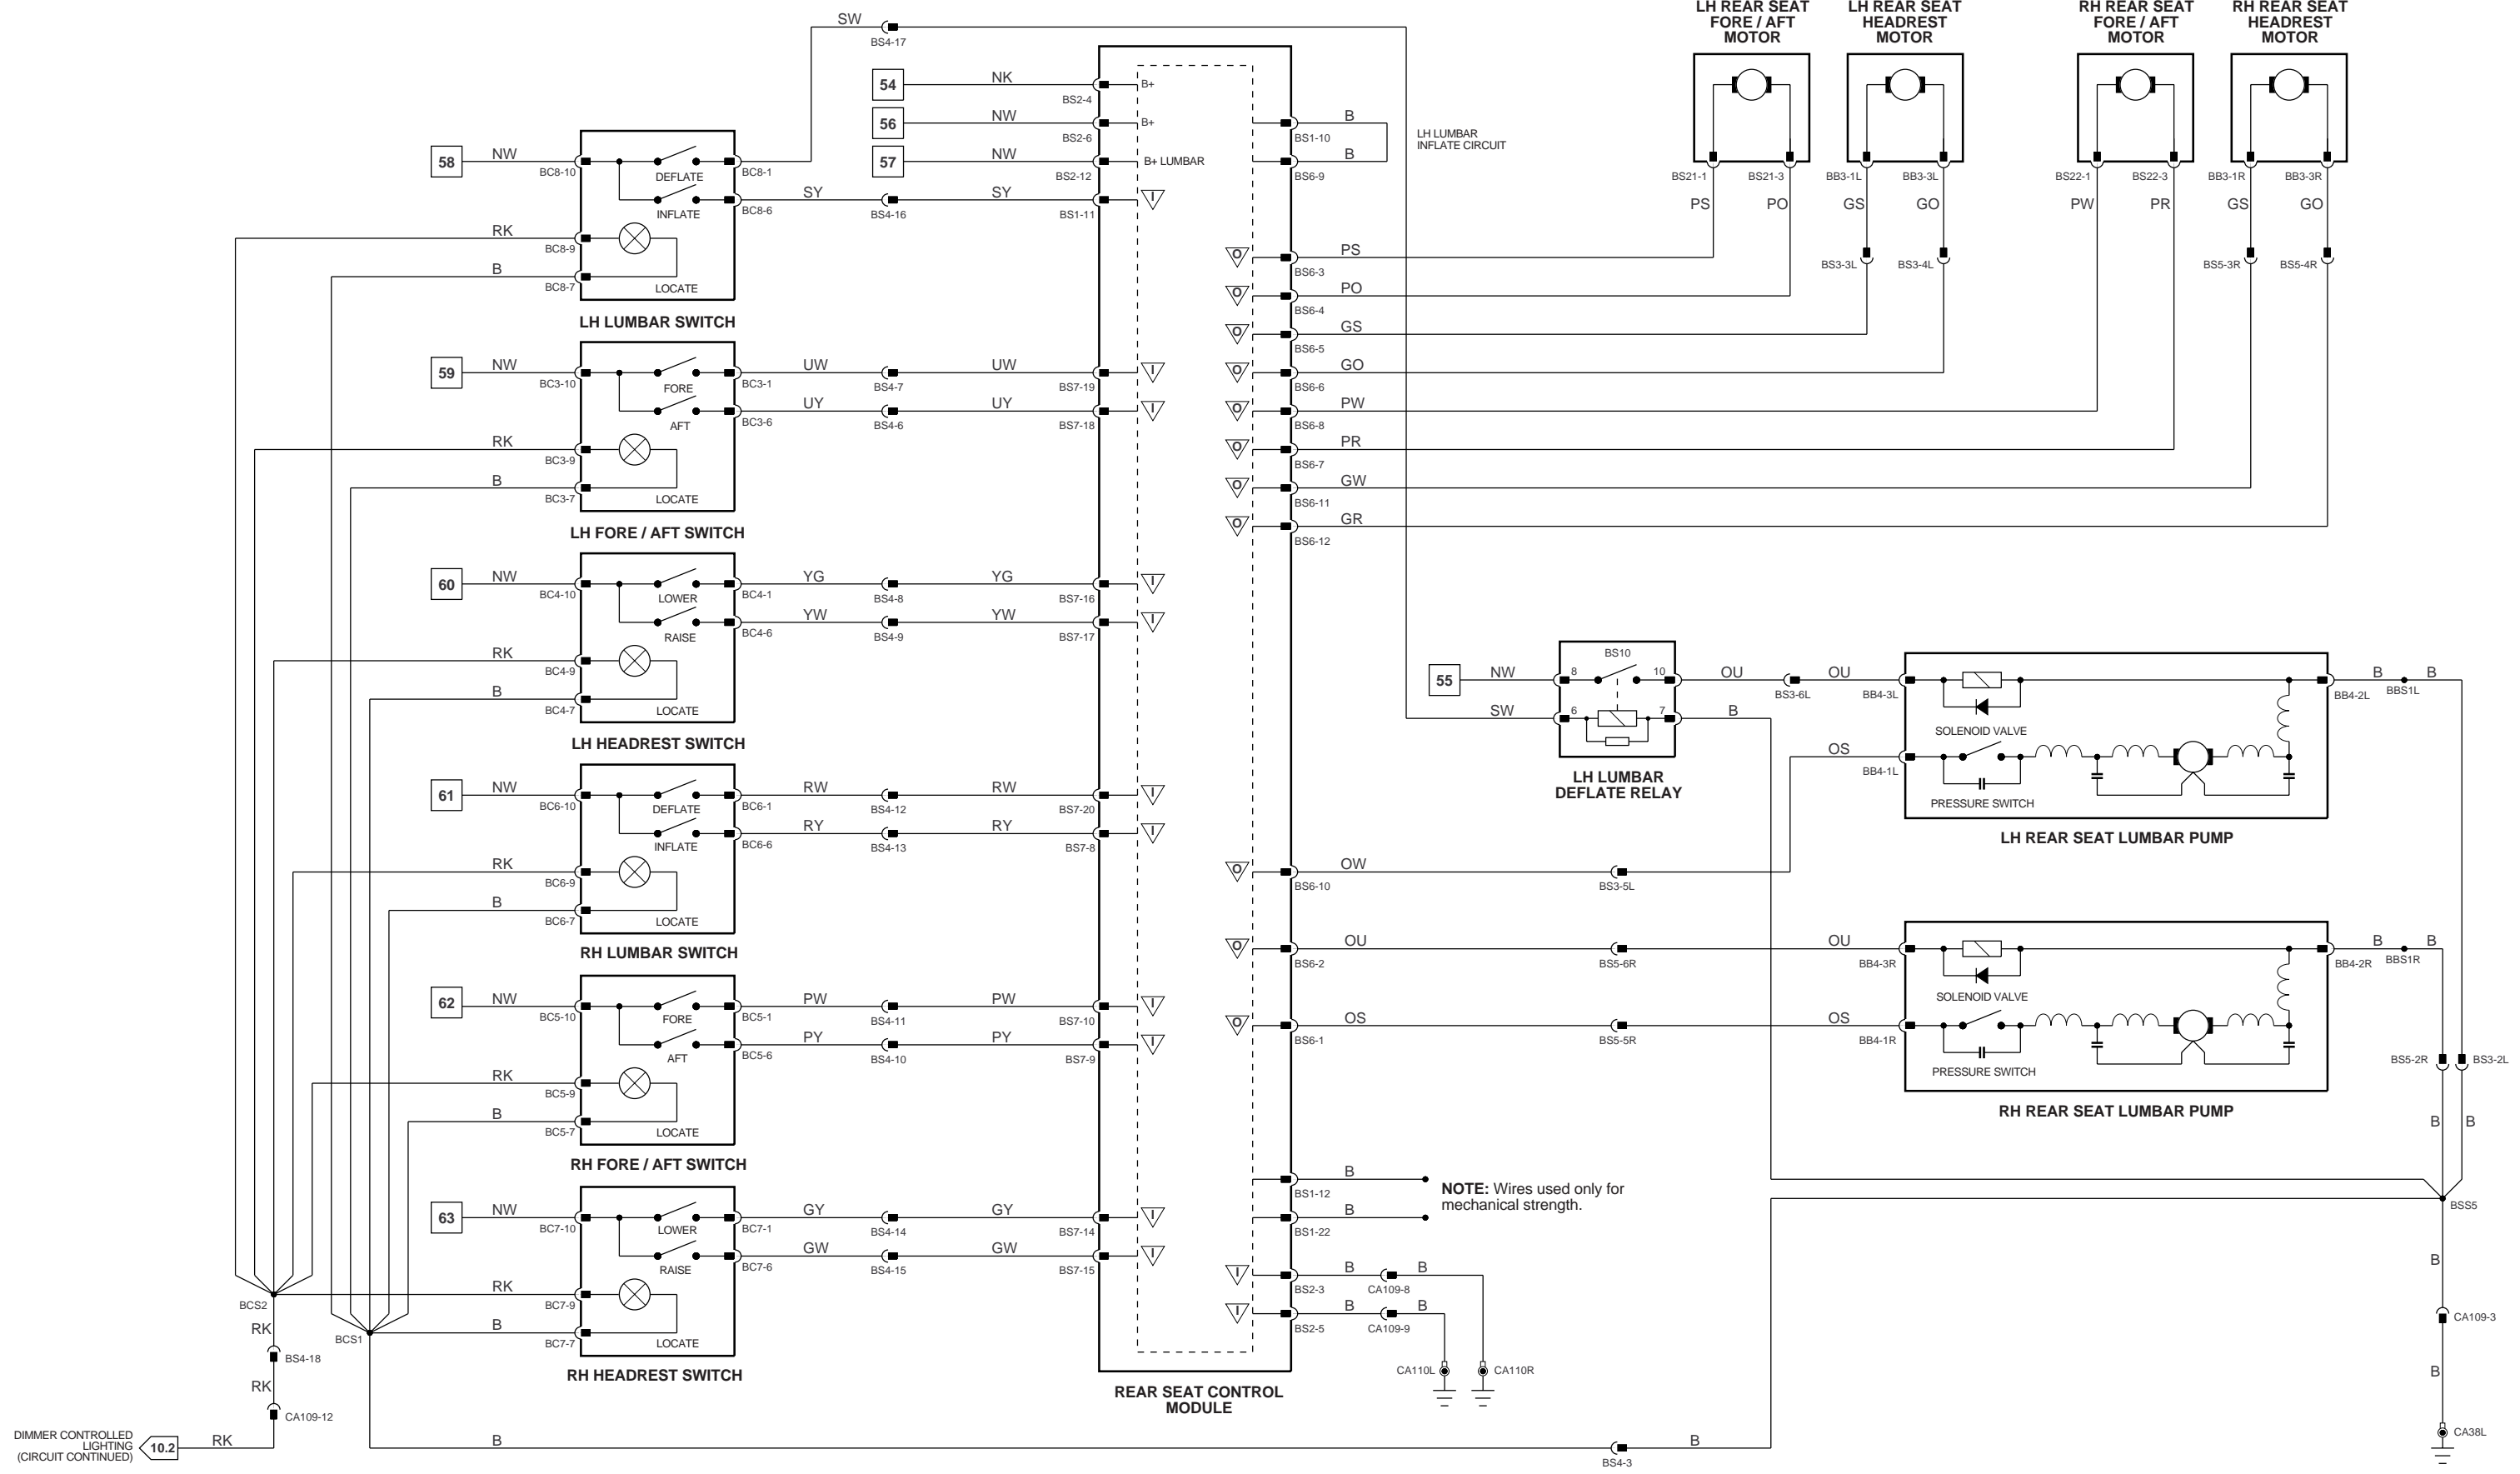 LH REAR SEAT
FORE / AFT
MOTOR
LH REAR SEAT
HEADREST
MOTOR
RH REAR SEAT
FORE / AFT
MOTOR
RH REAR SEAT
HEADREST
MOTOR
BS21-1
BS21-3
BB3-1L
BB3-3L
BS22-1
BS22-3
BB3-1R
BB3-3R
PS
PO
GS
GO
PW
PR
GS
GO
BS3-3L
BS3-4L
BS5-3R
BS5-4R
SW
BS4-17
54
NK
BS2-4
B+
56
NW
BS2-6
B+
57
NW
BS2-12
B+ LUMBAR
58
NW
BC8-10
DEFLATE
BC8-1
INFLATE
BC8-6
SY
BS4-16
SY
BS1-11
I
RK
BC8-9
B
BC8-7
LOCATE
LH LUMBAR SWITCH
59
NW
BC3-10
FORE
BC3-1
UW
BS4-7
UW
BS7-19
I
AFT
BC3-6
UY
BS4-6
UY
BS7-18
I
RK
BC3-9
B
BC3-7
LOCATE
LH FORE / AFT SWITCH
60
NW
BC4-10
LOWER
BC4-1
YG
BS4-8
YG
BS7-16
I
RAISE
BC4-6
YW
BS4-9
YW
BS7-17
I
RK
BC4-9
B
BC4-7
LOCATE
LH HEADREST SWITCH
61
NW
BC6-10
DEFLATE
BC6-1
RW
BS4-12
RW
BS7-20
I
INFLATE
BC6-6
RY
BS4-13
RY
BS7-8
I
RK
BC6-9
B
BC6-7
LOCATE
RH LUMBAR SWITCH
62
NW
BC5-10
FORE
BC5-1
PW
BS4-11
PW
BS7-10
I
AFT
BC5-6
PY
BS4-10
PY
BS7-9
I
RK
BC5-9
B
BC5-7
LOCATE
RH FORE / AFT SWITCH
63
NW
BC7-10
LOWER
BC7-1
GY
BS4-14
GY
BS7-14
I
RAISE
BC7-6
GW
BS4-15
GW
BS7-15
I
RK
BC7-9
B
BC7-7
LOCATE
RH HEADREST SWITCH
BCS2
BCS1
RK
BS4-18
RK
CA109-12
DIMMER CONTROLLED
LIGHTING
(CIRCUIT CONTINUED)
10.2
RK
B
BS4-3
B
B
BS1-10
B
BS6-9
LH LUMBAR
INFLATE CIRCUIT
O
PS
BS6-3
O
PO
BS6-4
O
GS
BS6-5
O
GO
BS6-6
O
PW
BS6-8
O
PR
BS6-7
O
GW
BS6-11
O
GR
BS6-12
O
OW
BS6-10
BS3-5L
O
OU
BS6-2
BS5-6R
OU
BB4-3R
O
OS
BS6-1
BS5-5R
OS
BB4-1R
B
BS1-12
B
BS1-22
NOTE: Wires used only for
mechanical strength.
I
B
BS2-3
CA109-8
B
I
B
BS2-5
CA109-9
B
CA110L
CA110R
REAR SEAT CONTROL
MODULE
55
NW
BS10
8
10
OU
BS3-6L
OU
BB4-3L
SW
6
7
B
LH LUMBAR
DEFLATE RELAY
OS
BB4-1L
SOLENOID VALVE
PRESSURE SWITCH
BB4-2L
B
BBS1L
B
LH REAR SEAT LUMBAR PUMP
SOLENOID VALVE
PRESSURE SWITCH
BB4-2R
B
BBS1R
B
RH REAR SEAT LUMBAR PUMP
BS5-2R
BS3-2L
B
B
BSS5
B
CA109-3
B
CA38L